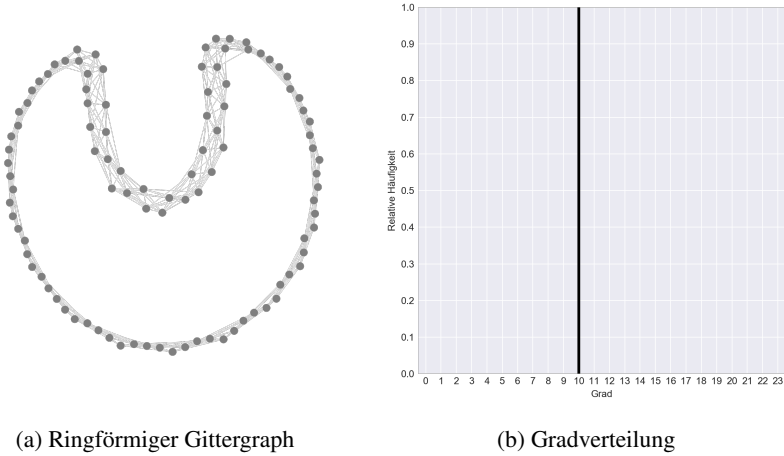 1.0
0.9
0.8
0.7
0.6
0.5
0.4
0.3
0.2
0.1
0.0
Relative Häufigkeit
0 1 2 3 4 5 6 7 8 9 10 11 12 13 14 15 16 17 18 19 20 21 22 23
Grad
(a) Ringförmiger Gittergraph
(b) Gradverteilung